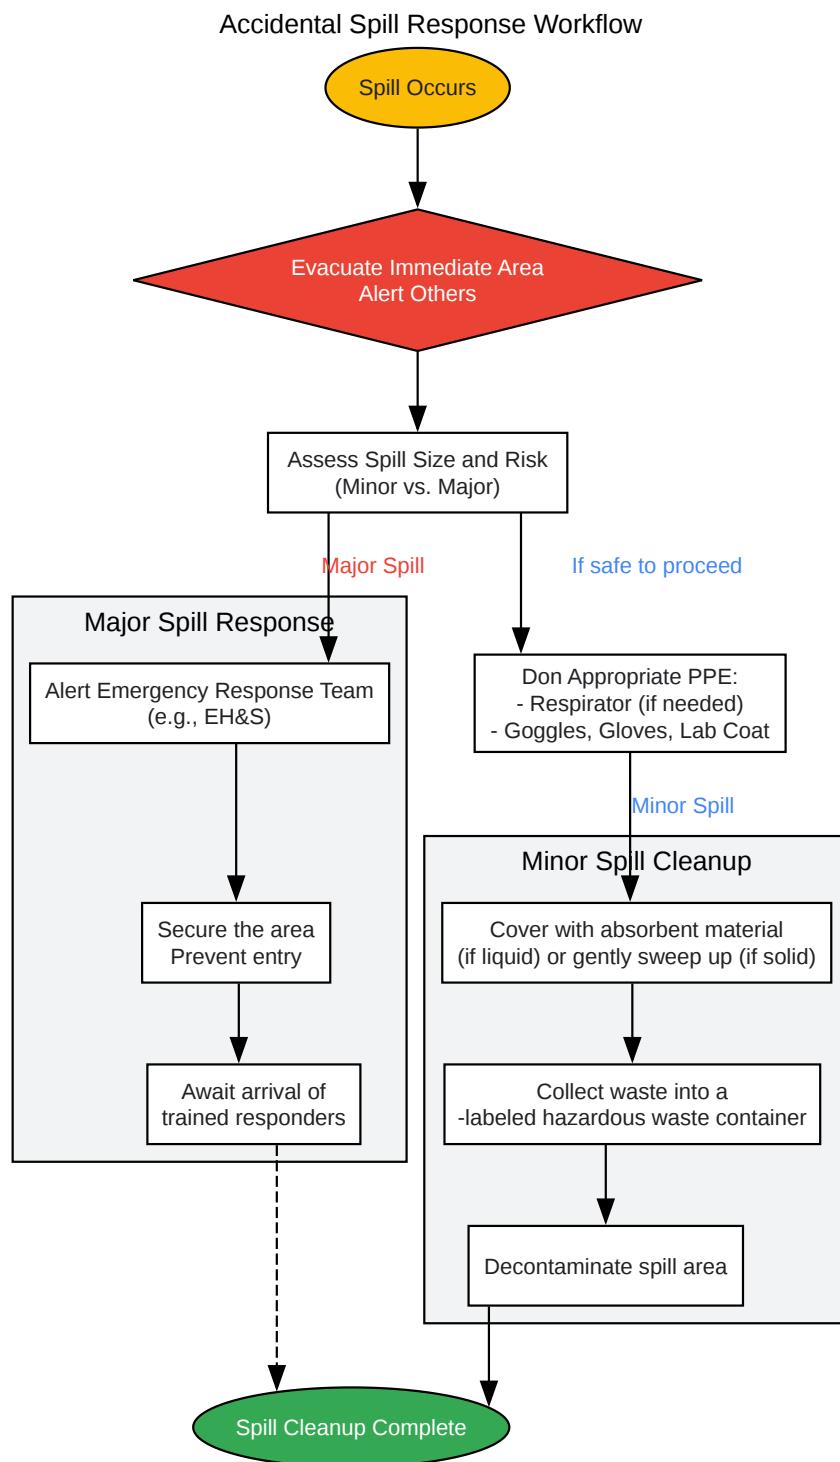 Accidental Spill Response Workflow
Spill Occurs
Evacuate Immediate Area
Alert Others
Assess Spill Size and Risk
(Minor vs. Major)
Major Spill
If safe to proceed
Major Spill Response
Alert Emergency Response Team
(e.g., EH&S)
Don Appropriate PPE:
- Respirator (if needed)
- Goggles, Gloves, Lab Coat
Minor Spill
Minor Spill Cleanup
Secure the area
Prevent entry
Cover with absorbent material
(if liquid) or gently sweep up (if solid)
Await arrival of
trained responders
Collect waste into a
-labeled hazardous waste container
Decontaminate spill area
Spill Cleanup Complete